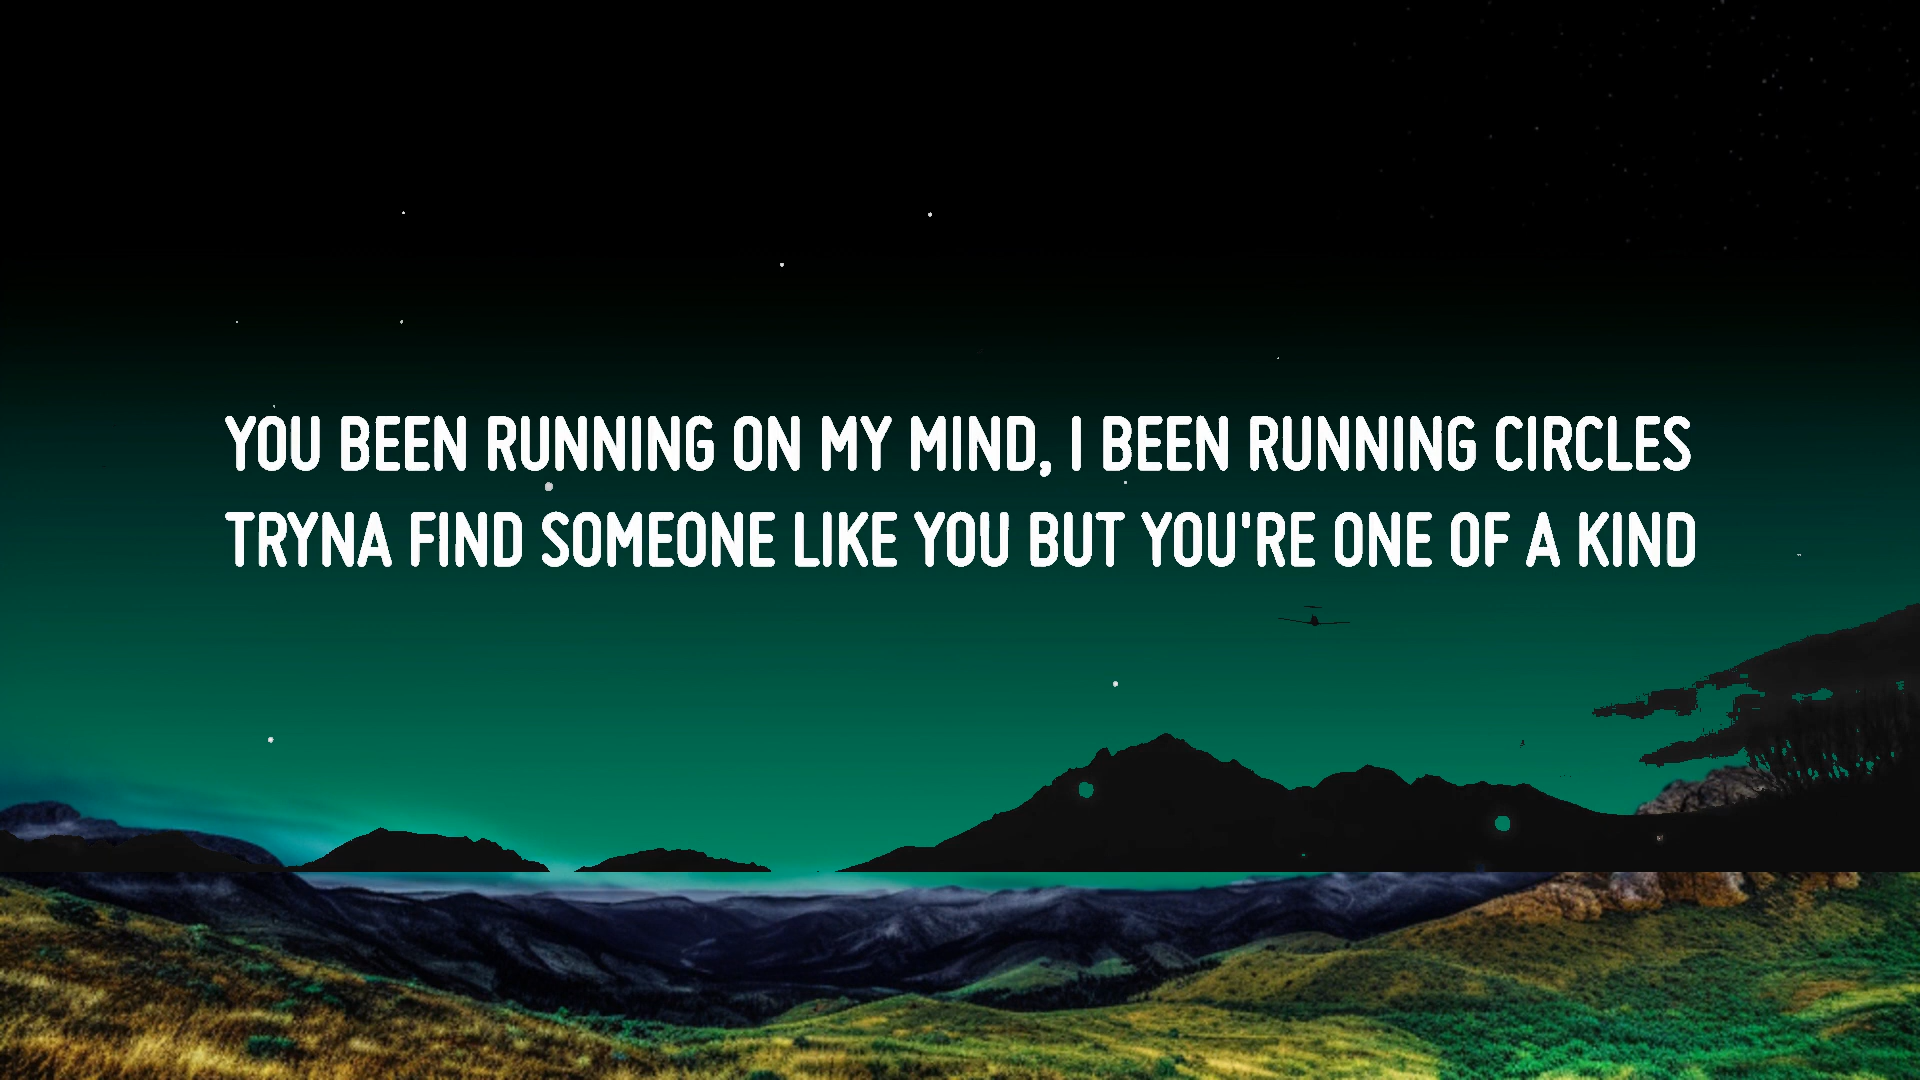 YOU BEEN RUNNING ON MY MIND, I BEEN RUNNING CIRCLES
TRYNA FIND SOMEONE LIKE YOU BUT YOU'RE ONE OF A KIND